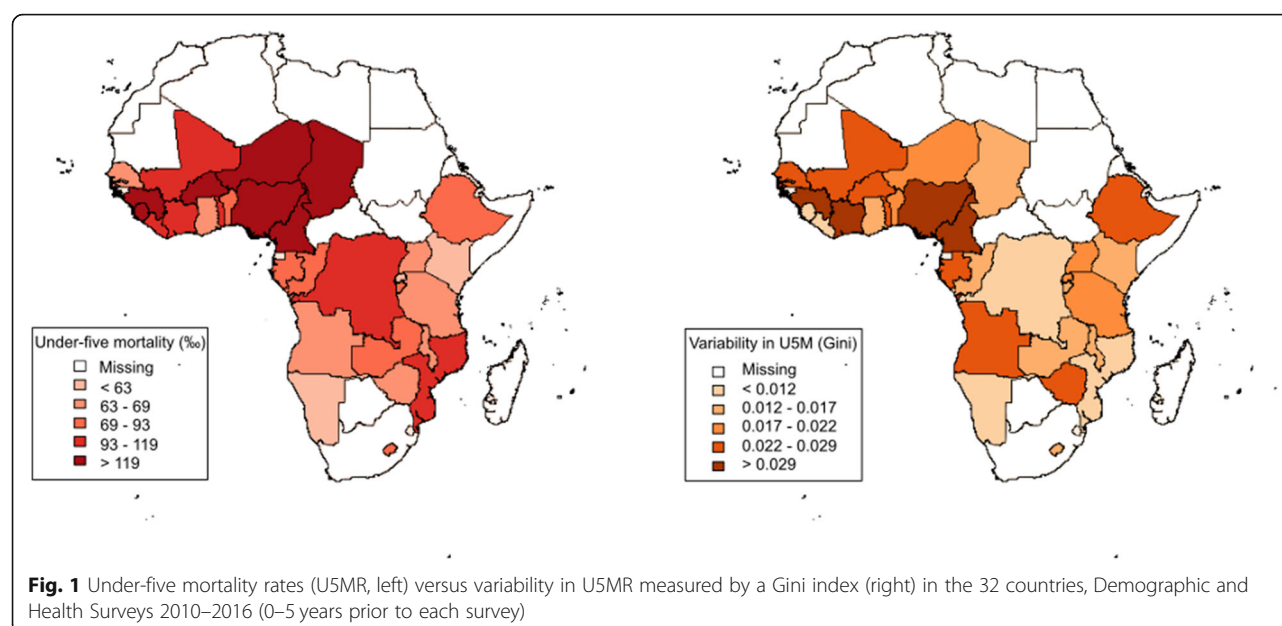 Under-five mortality (‰)
Missing
< 63
63 - 69
69 - 93
93 - 119
> 119
Variability in U5M (Gini)
Missing
< 0.012
0.012 - 0.017
0.017 - 0.022
0.022 - 0.029
> 0.029
Fig. 1 Under-five mortality rates (U5MR, left) versus variability in U5MR measured by a Gini index (right) in the 32 countries, Demographic and
Health Surveys 2010–2016 (0–5 years prior to each survey)